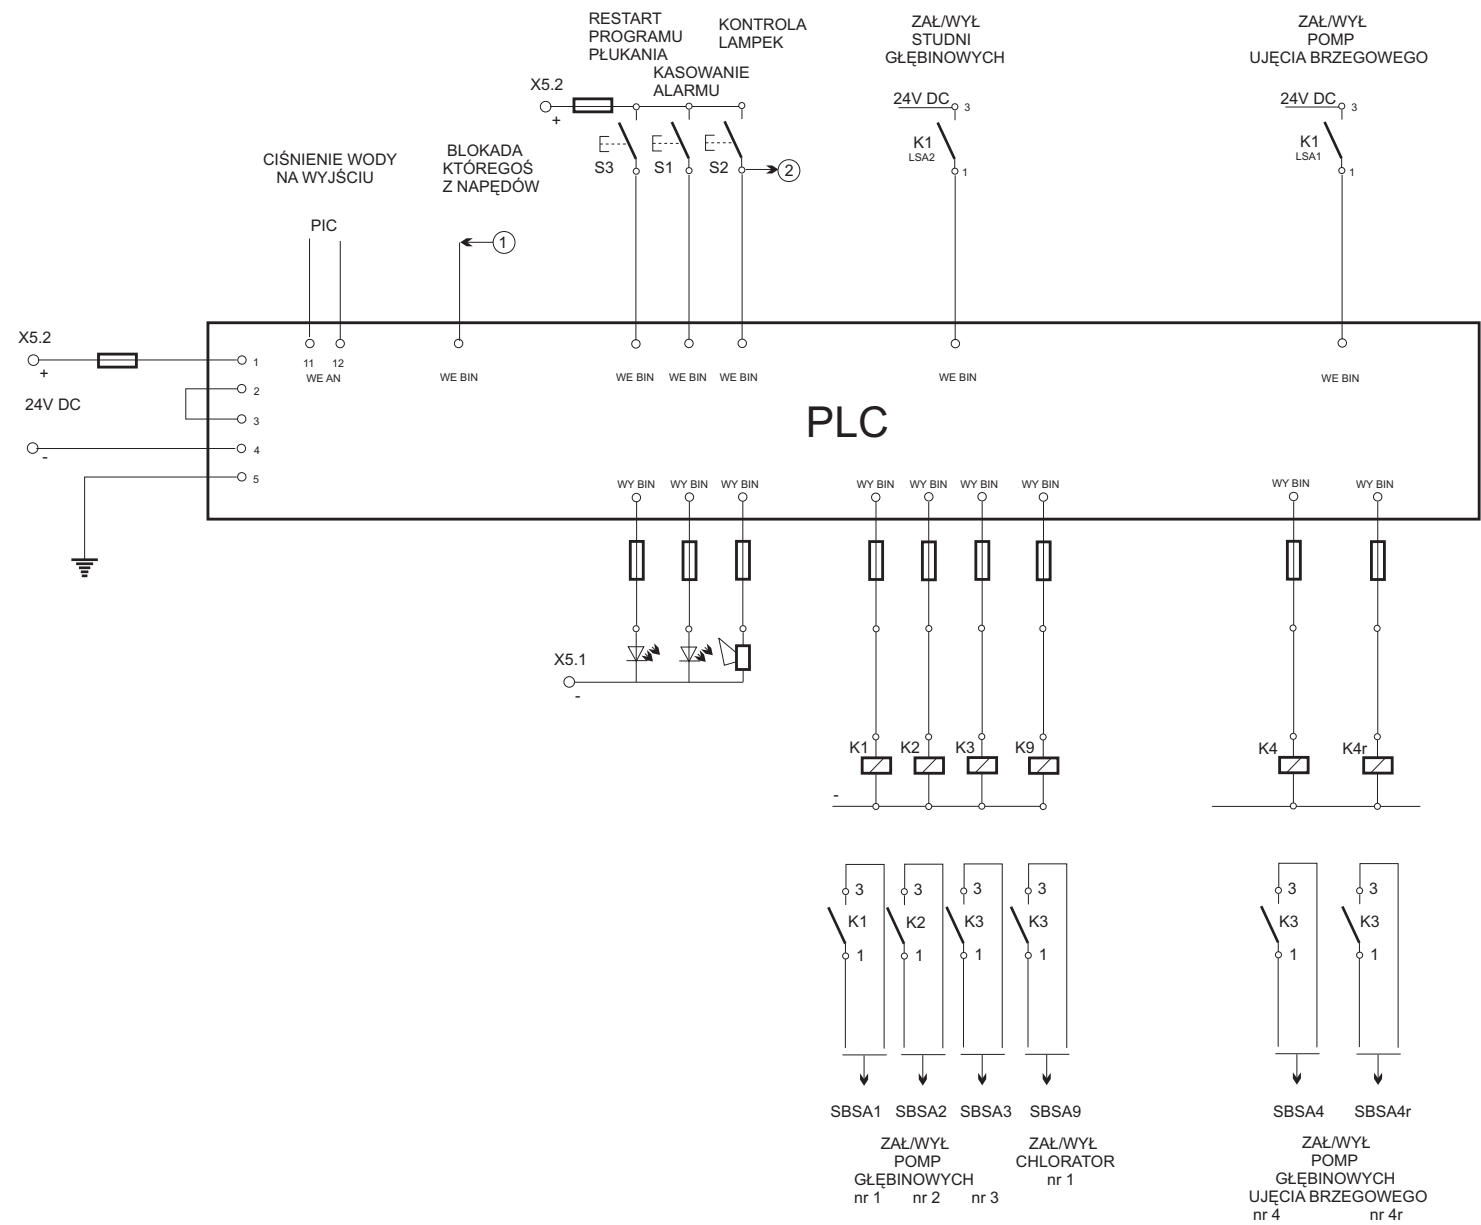 RESTART
PROGRAMU
PŁUKANIA
KONTROLA
LAMPEK
KASOWANIE
ALARMU
ZAŁ/WYŁ
STUDNI
GŁĘBINOWYCH
ZAŁ/WYŁ
POMP
UJĘCIA BRZEGOWEGO
X5.2
+
24V DC
3
K1
LSA2
1
24V DC
3
K1
LSA1
1
S3
S1
S2
2
CIŚNIENIE WODY
NA WYJŚCIU
BLOKADA
KTÓREGOŚ
Z NAPĘDÓW
PIC
1
X5.2
+
24V DC
-
1
2
3
4
5
11 12
WE AN
WE BIN
WE BIN WE BIN WE BIN
WE BIN
WE BIN
PLC
WY BIN WY BIN WY BIN
WY BIN WY BIN WY BIN WY BIN
WY BIN WY BIN
X5.1
-
K1 K2 K3 K9
-
K4 K4r
3 3 3 3
K1 K2 K3 K3
1 1 1 1
3 3
K3 K3
1 1
SBSA1 SBSA2 SBSA3 SBSA9
SBSA4 SBSA4r
ZAŁ/WYŁ
POMP
GŁĘBINOWYCH
nr 1 nr 2 nr 3
ZAŁ/WYŁ
CHLORATOR
nr 1
ZAŁ/WYŁ
POMP
GŁĘBINOWYCH
UJĘCIA BRZEGOWEGO
nr 4 nr 4r